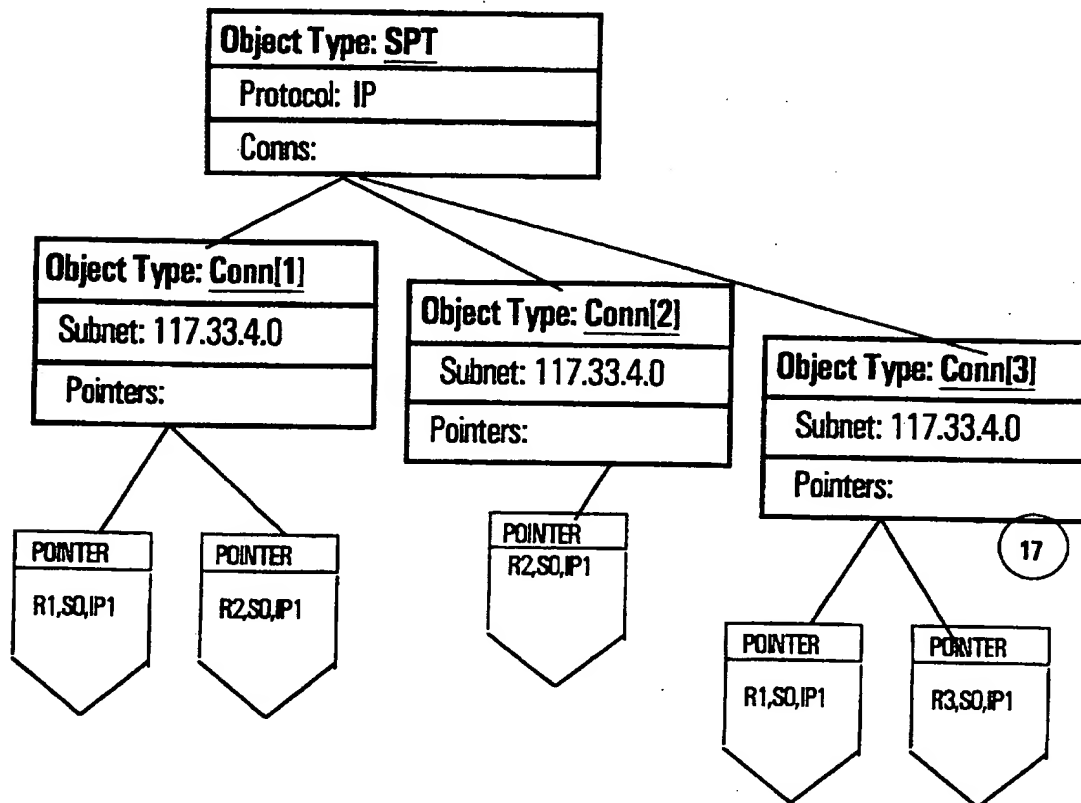 Object Type: SPT
Protocol: IP
Conns:
Object Type: Conn[1]
Subnet: 117.33.4.0
Pointers:
Object Type: Conn[2]
Subnet: 117.33.4.0
Pointers:
Object Type: Conn[3]
Subnet: 117.33.4.0
Pointers:
POINTER
R1,S0,IP1
POINTER
R2,S0,IP1
POINTER
R2,S0,IP1
17
POINTER
R1,S0,IP1
POINTER
R3,S0,IP1